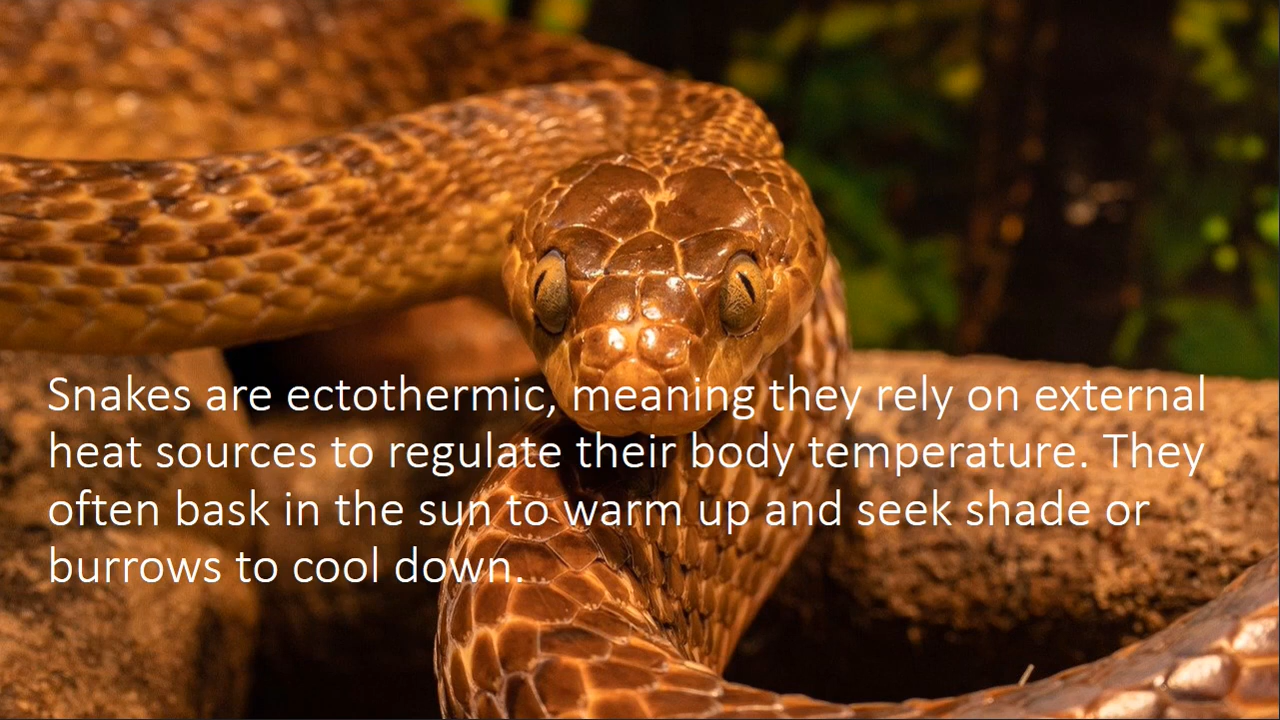 Snakes are ectothermic, meaning they rely on external
heat sources to regulate their body temperature. They
often bask in the sun to warm up and seek shade or
burrows to cool down.